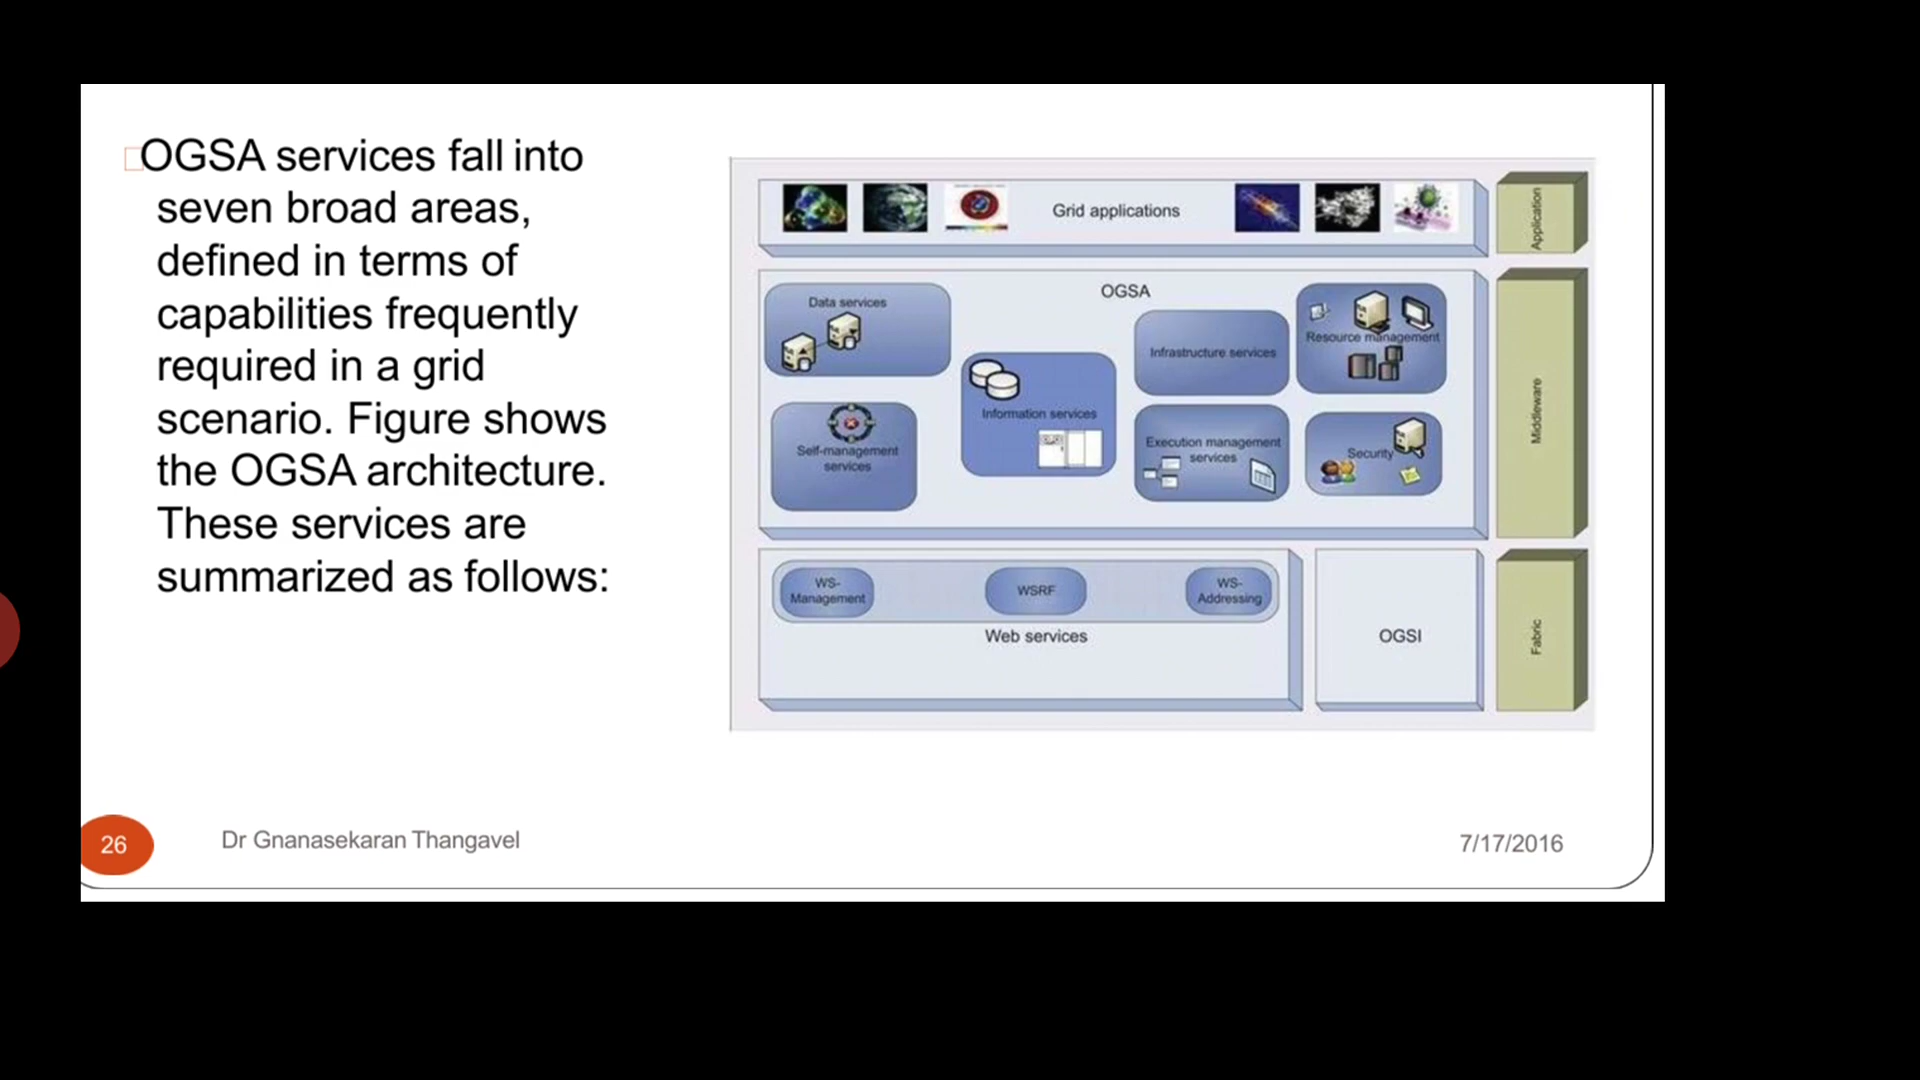 OGSA services fall into
seven broad areas,
defined in terms of
capabilities frequently
required in a grid
scenario. Figure shows
the OGSA architecture.
These services are
summarized as follows:
Grid applications
Application
OGSA
Data services
Infrastructure services
Resource management
Information services
Self-management
services
Execution management
services
Security
Middleware
WS-
Management
WSRF
WS-
Addressing
Web services
OGSI
Fabric
26
Dr Gnanasekaran Thangavel
7/17/2016